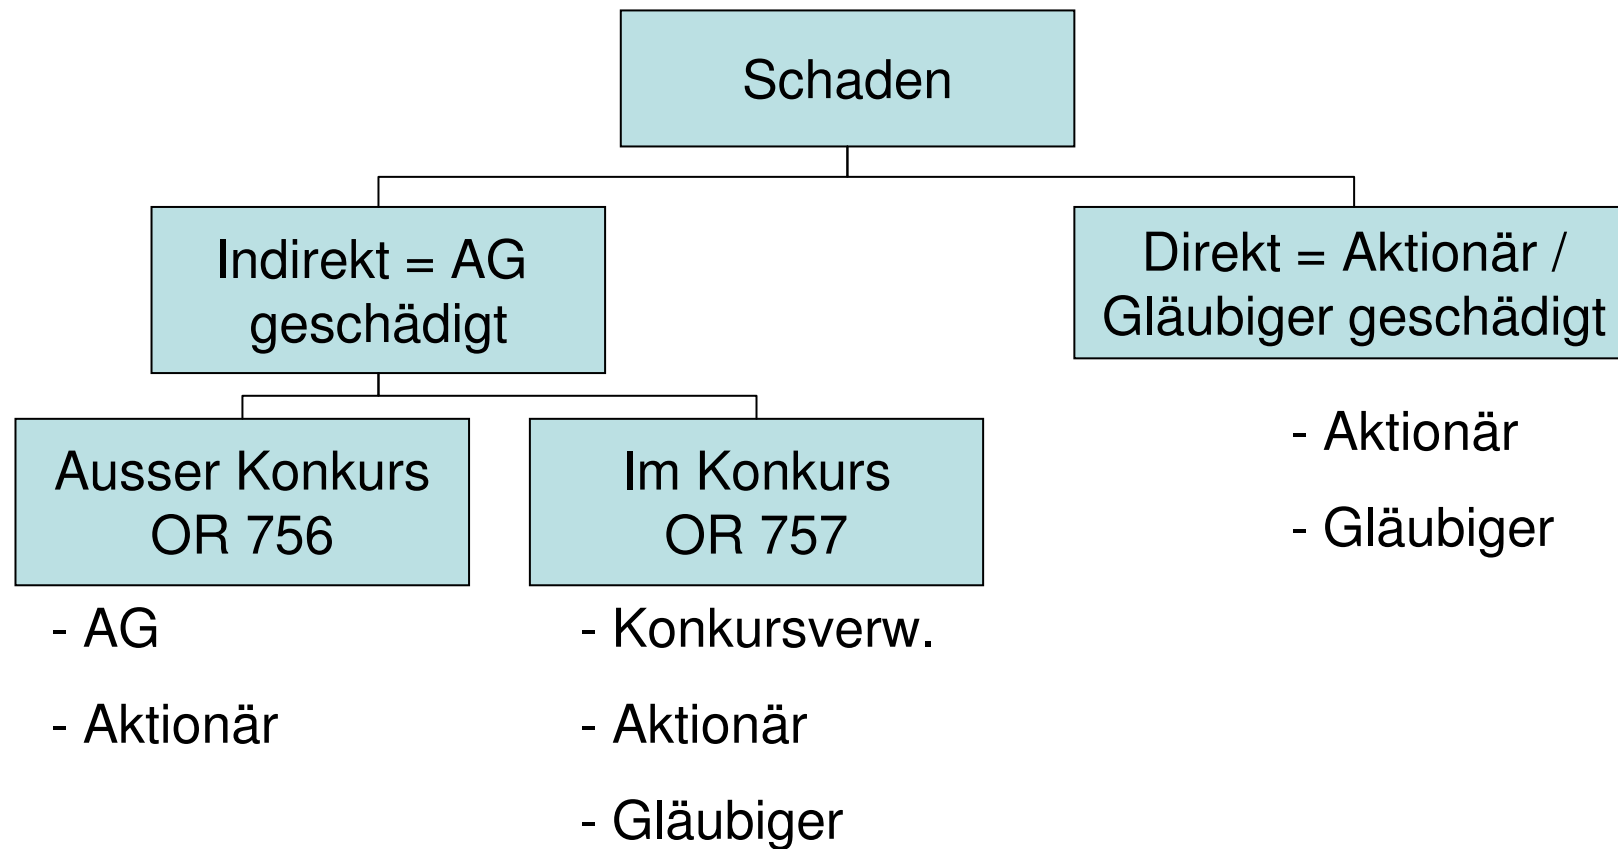 Schaden
Indirekt = AG
geschädigt
Direkt = Aktionär /
Gläubiger geschädigt
Ausser Konkurs
OR 756
Im Konkurs
OR 757
- AG
- Aktionär
- Konkursverw.
- Aktionär
- Gläubiger
- Aktionär
- Gläubiger